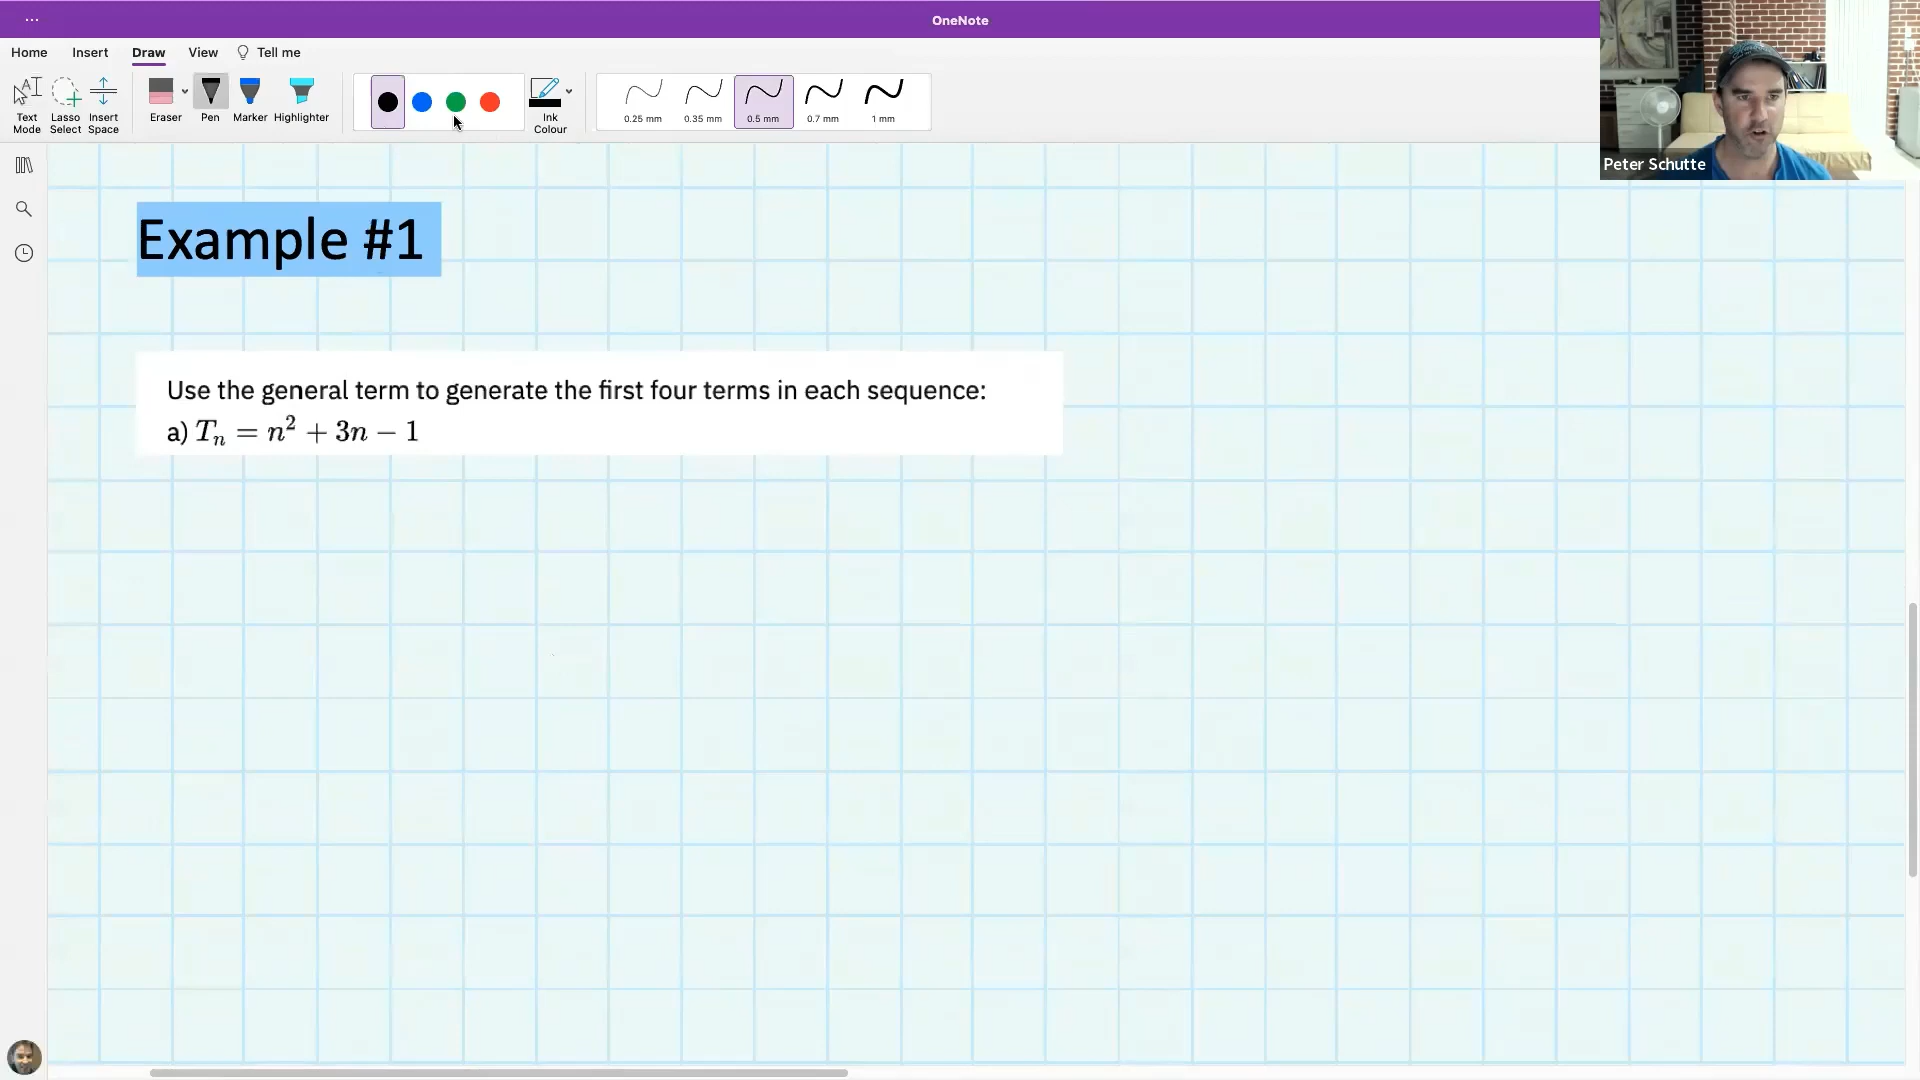 OneNote
Home Insert Draw View Tell me
Text Mode
Lasso Select
Insert Space
Eraser
Pen
Marker
Highlighter
Ink Colour
0.25 mm
0.35 mm
0.5 mm
0.7 mm
1 mm
Peter Schutte
Example #1
Use the general term to generate the first four terms in each sequence:
a) Tₙ = n² + 3n − 1